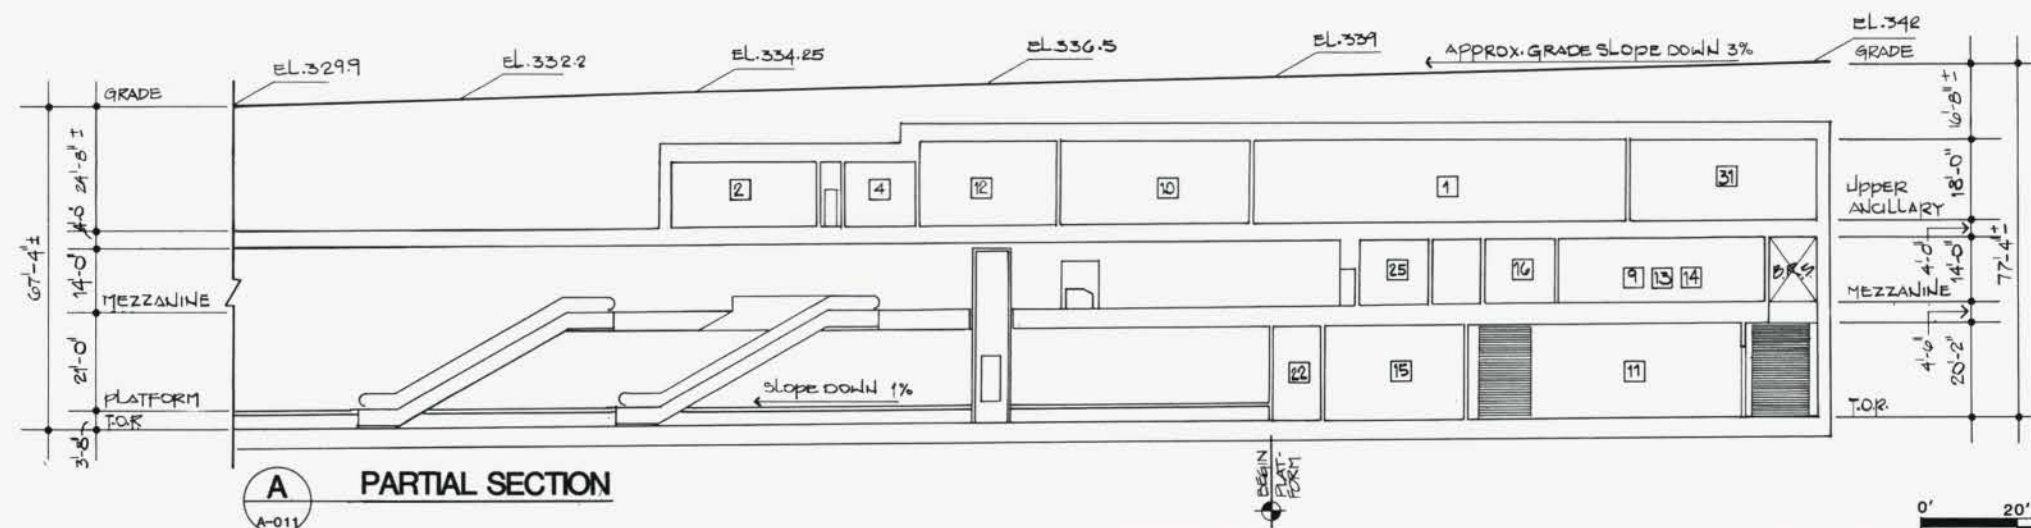 EL.329.9
EL.332.2
EL.334.25
EL.336.5
EL.339
APPROX. GRADE SLOPE DOWN 3%
EL.342
GRADE
GRADE
67'-4"±
24'-8"±
4'-0"
14'-0"
MEZZANINE
21'-0"
PLATFORM
T.O.R.
3'-8"
2
4
12
10
1
31
25
16
9 13 14
B.R.S.
22
15
11
SLOPE DOWN 1%
16'-8"±
18'-0"
UPPER
ANCILLARY
4'-0"
14'-0"
77'-4"±
MEZZANINE
4'-6"
20'-2"
T.O.R.
A
A-011
PARTIAL SECTION
BEGIN
PLAT-
FORM
0' 20'